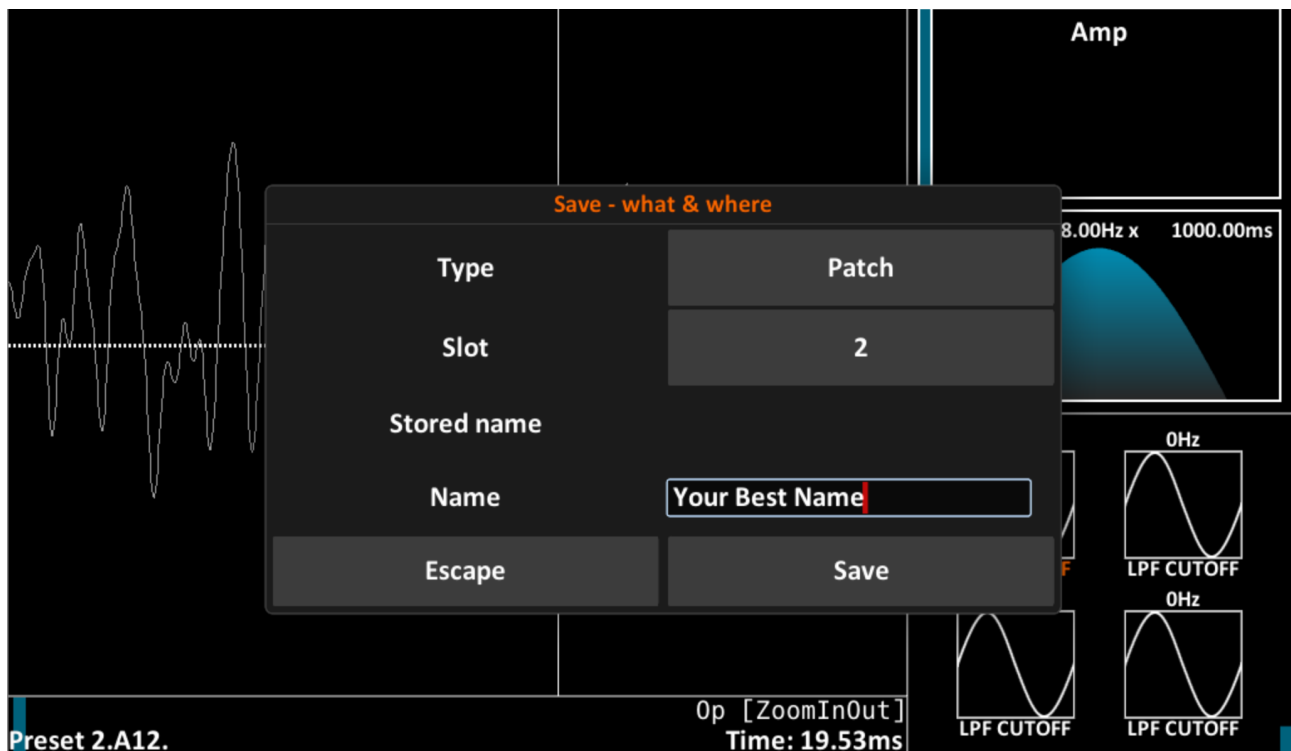 Amp
Save - what & where
8.00Hz x 1000.00ms
Type Patch
Slot 2
Stored name
Name Your Best Name
Escape Save
0Hz
F LPF CUTOFF
0Hz
LPF CUTOFF LPF CUTOFF
Op [ZoomInOut]
Preset 2.A12. Time: 19.53ms